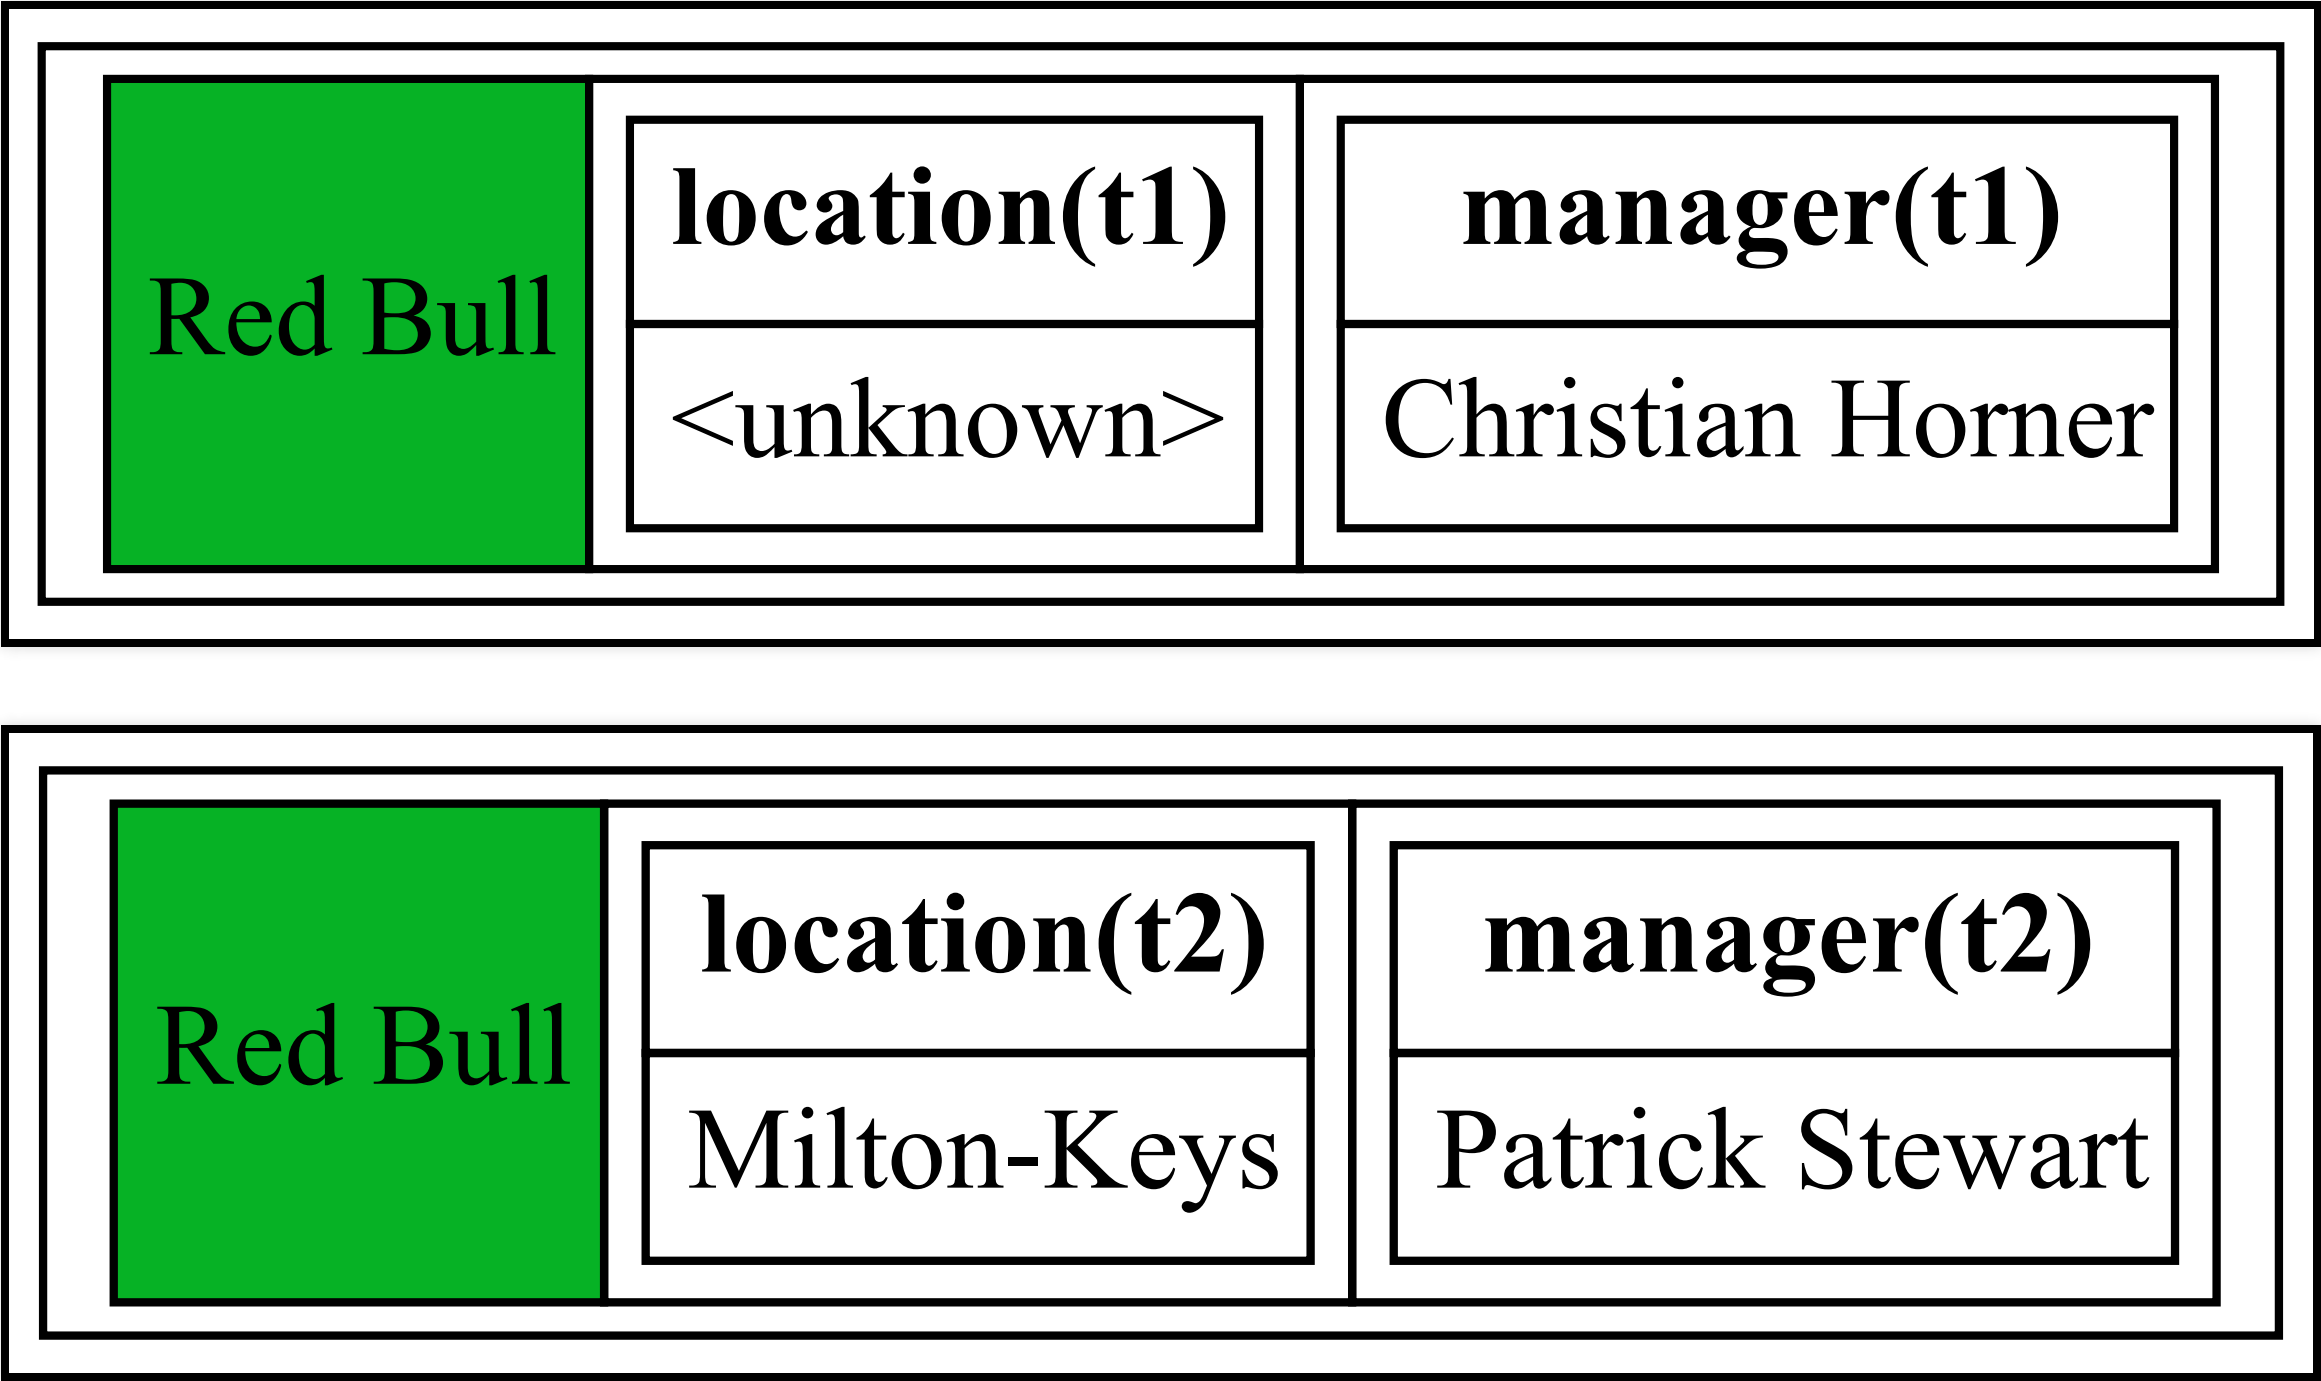 Red Bull
location(t1)
<unknown>
manager(t1)
Christian Horner
Red Bull
location(t2)
Milton-Keys
manager(t2)
Patrick Stewart